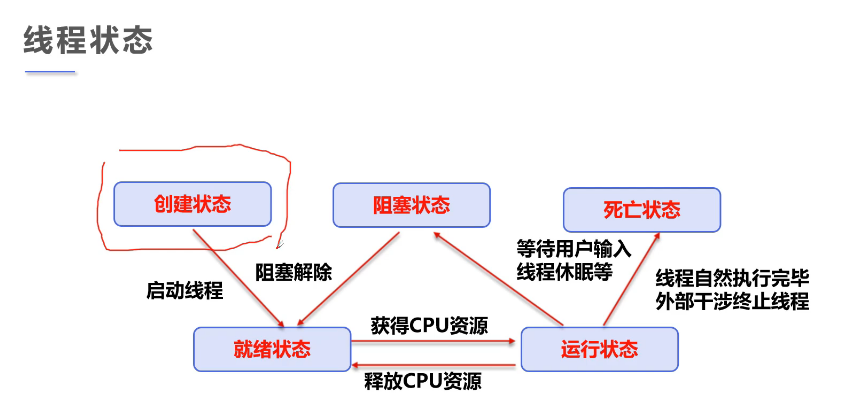 线程状态
创建状态
阻塞状态
死亡状态
等待用户输入
线程休眠等
启动线程
阻塞解除
线程自然执行完毕
外部干涉终止线程
获得CPU资源
就绪状态
运行状态
释放CPU资源